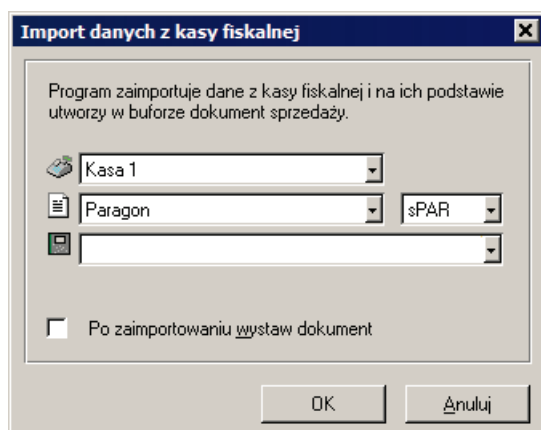 Import danych z kasy fiskalnej
Program zaimportuje dane z kasy fiskalnej i na ich podstawie
utworzy w buforze dokument sprzedaży.
Kasa 1
Paragon sPAR
Po zaimportowaniu wystaw dokument
OK Anuluj